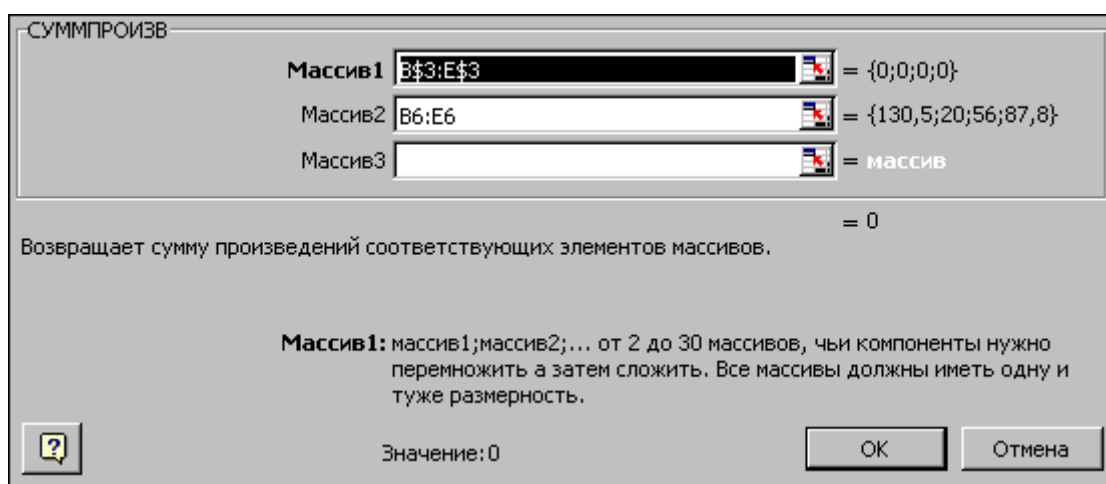 СУММПРОИЗВ
Массив1 B$3:E$3 = {0;0;0;0}
Массив2 B6:E6 = {130,5;20;56;87,8}
Массив3 = массив
= 0
Возвращает сумму произведений соответствующих элементов массивов.
Массив1: массив1;массив2;... от 2 до 30 массивов, чьи компоненты нужно
перемножить а затем сложить. Все массивы должны иметь одну и
туже размерность.
Значение:0 ОК Отмена